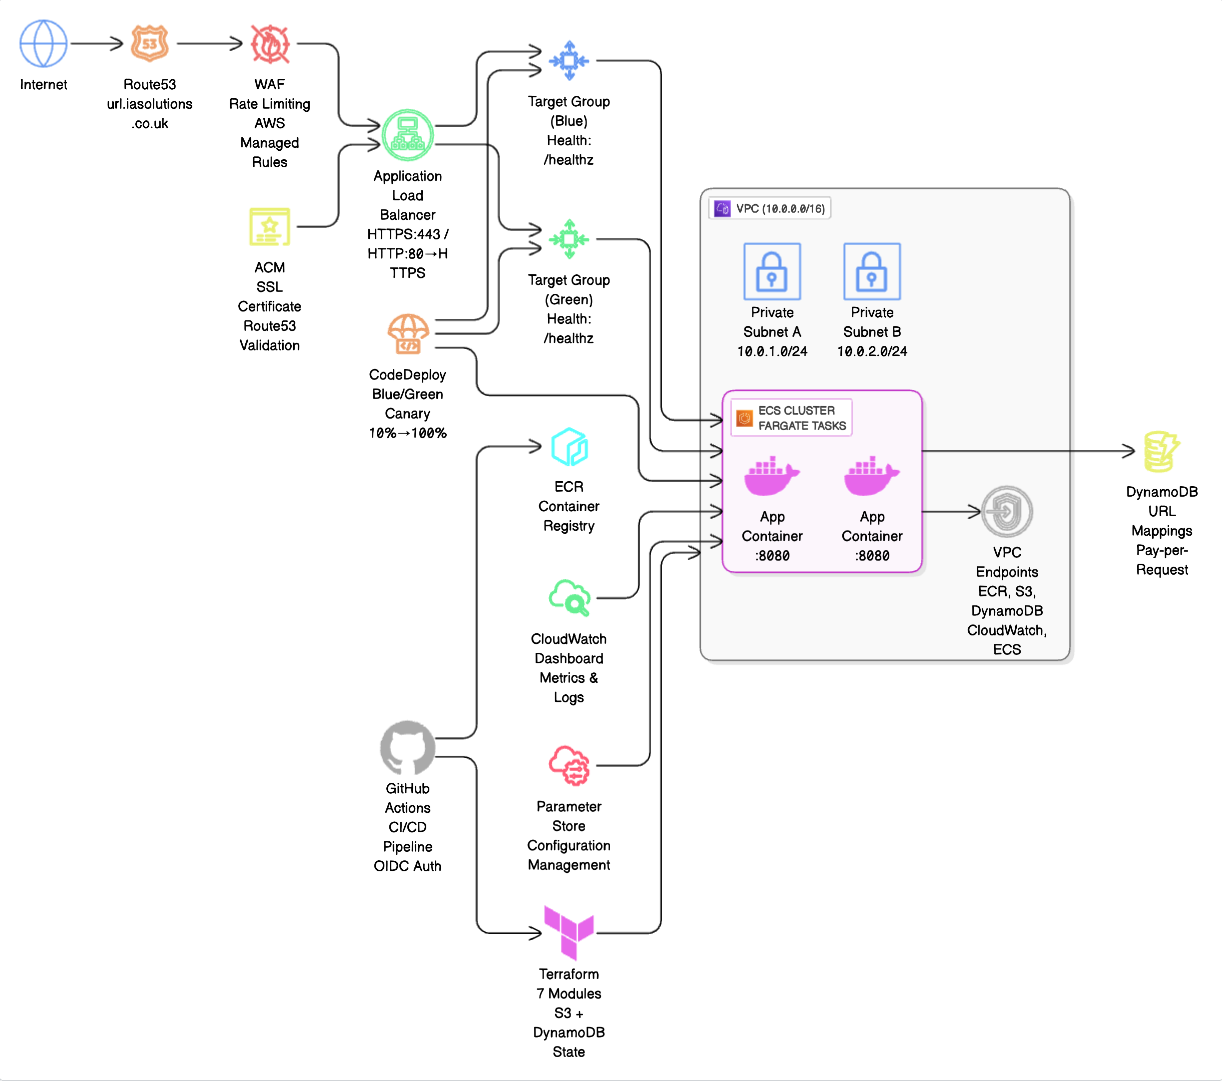 Internet
53
Route53
url.iasolutions
.co.uk
WAF
Rate Limiting
AWS
Managed
Rules
ACM
SSL
Certificate
Route53
Validation
Application
Load
Balancer
HTTPS:443 /
HTTP:80→H
TTPS
CodeDeploy
Blue/Green
Canary
10%→100%
Target Group
(Blue)
Health:
/healthz
Target Group
(Green)
Health:
/healthz
ECR
Container
Registry
CloudWatch
Dashboard
Metrics &
Logs
GitHub
Actions
CI/CD
Pipeline
OIDC Auth
Parameter
Store
Configuration
Management
Terraform
7 Modules
S3 +
DynamoDB
State
VPC (10.0.0.0/16)
Private
Subnet A
10.0.1.0/24
Private
Subnet B
10.0.2.0/24
ECS CLUSTER
FARGATE TASKS
App
Container
:8080
App
Container
:8080
VPC
Endpoints
ECR, S3,
DynamoDB
CloudWatch,
ECS
DynamoDB
URL
Mappings
Pay-per-
Request